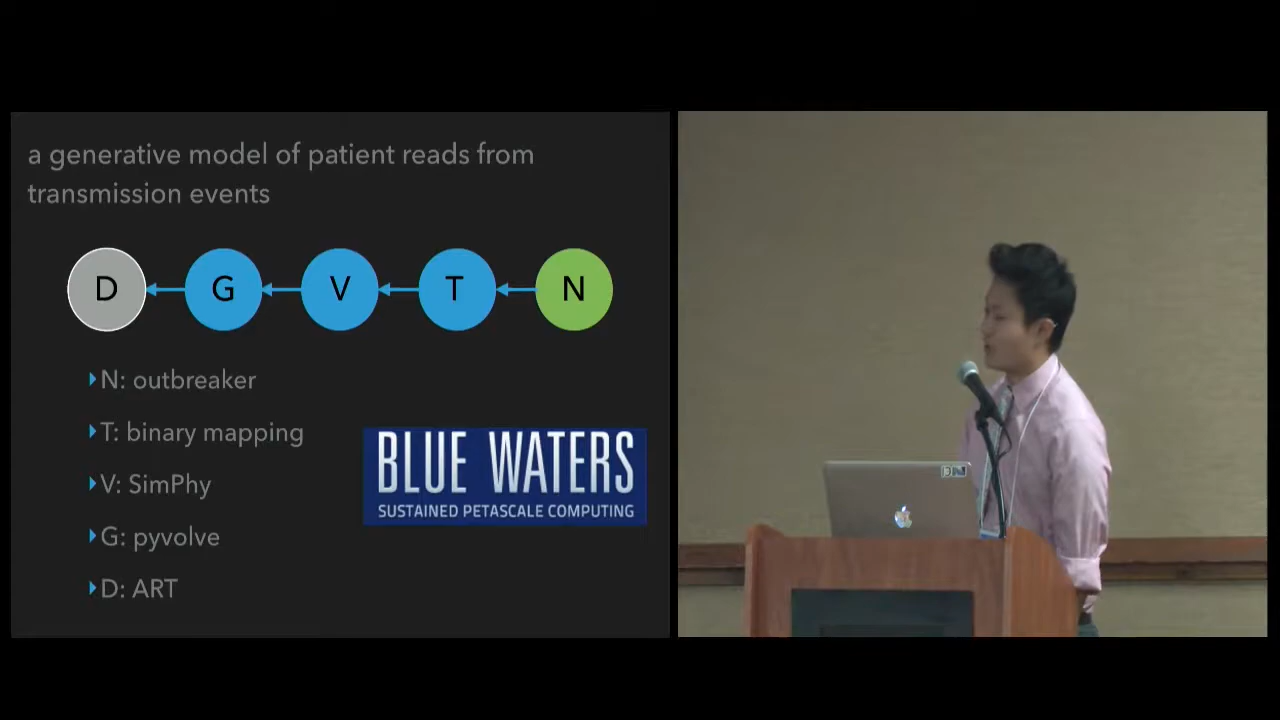 a generative model of patient reads from
transmission events
D G V T N
N: outbreaker
T: binary mapping
V: SimPhy
G: pyvolve
D: ART
BLUE WATERS
SUSTAINED PETASCALE COMPUTING